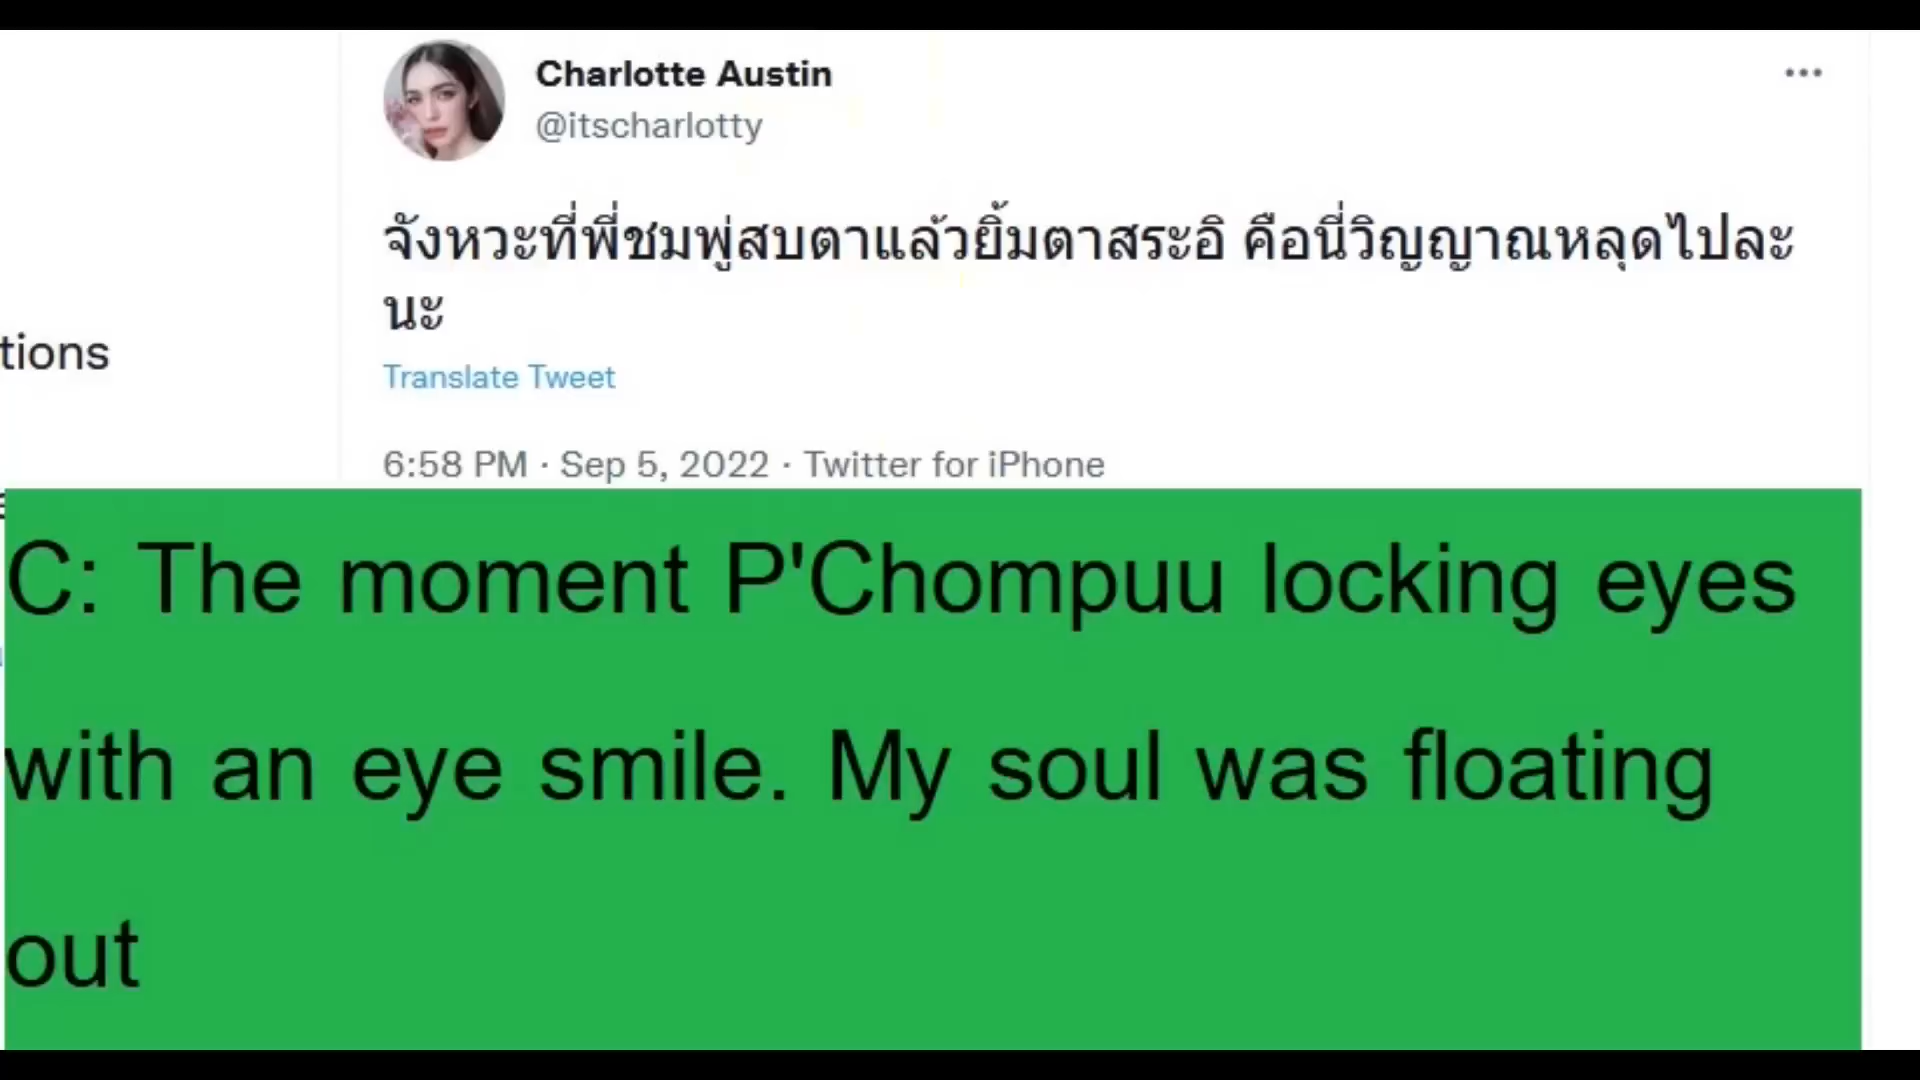 Charlotte Austin
@itscharlotty
จังหวะที่พี่ชมพู่สบตาแล้วยิ้มตาสระอิ คือนี่วิญญาณหลุดไปละ
นะ
tions
Translate Tweet
6:58 PM · Sep 5, 2022 · Twitter for iPhone
C: The moment P'Chompuu locking eyes
with an eye smile. My soul was floating
out